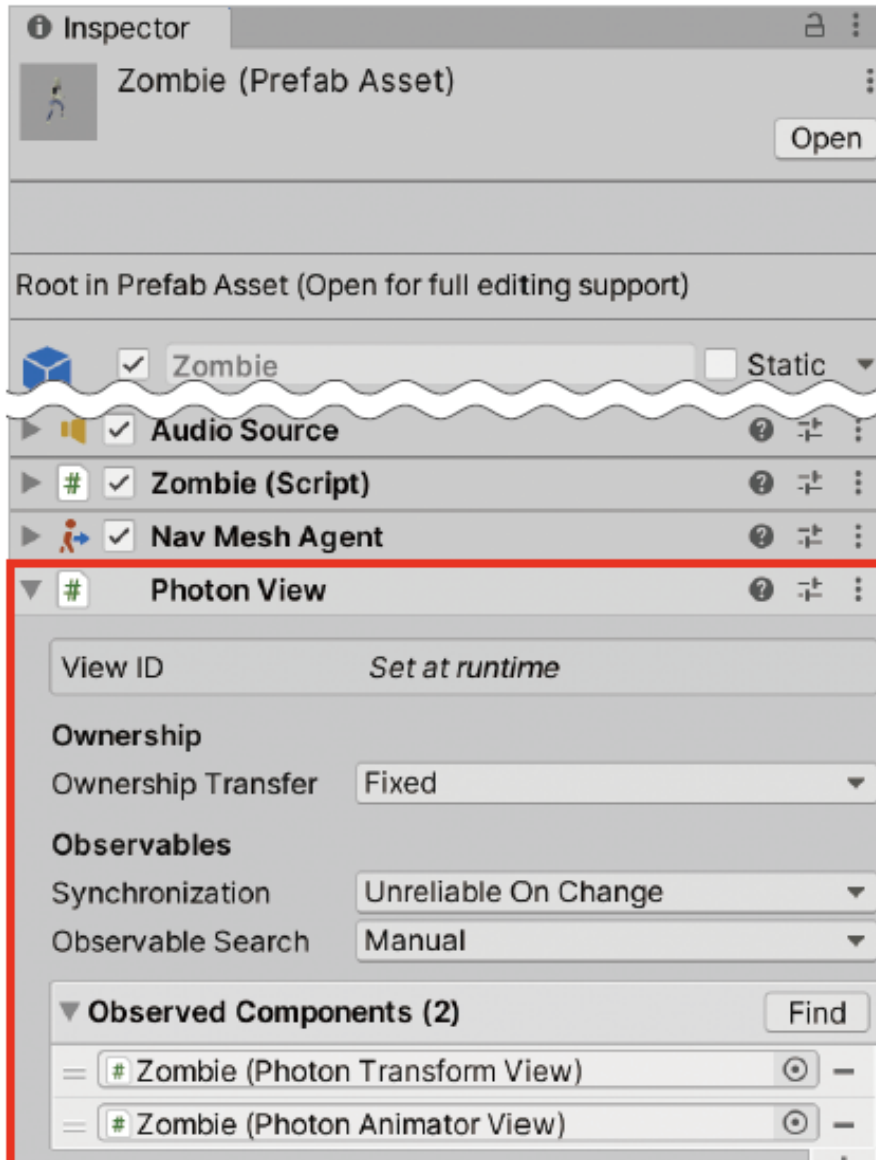 Inspector
Zombie (Prefab Asset)
Open
Root in Prefab Asset (Open for full editing support)
Zombie Static
Audio Source
# Zombie (Script)
Nav Mesh Agent
# Photon View
View ID Set at runtime
Ownership
Ownership Transfer Fixed
Observables
Synchronization Unreliable On Change
Observable Search Manual
Observed Components (2) Find
# Zombie (Photon Transform View)
# Zombie (Photon Animator View)